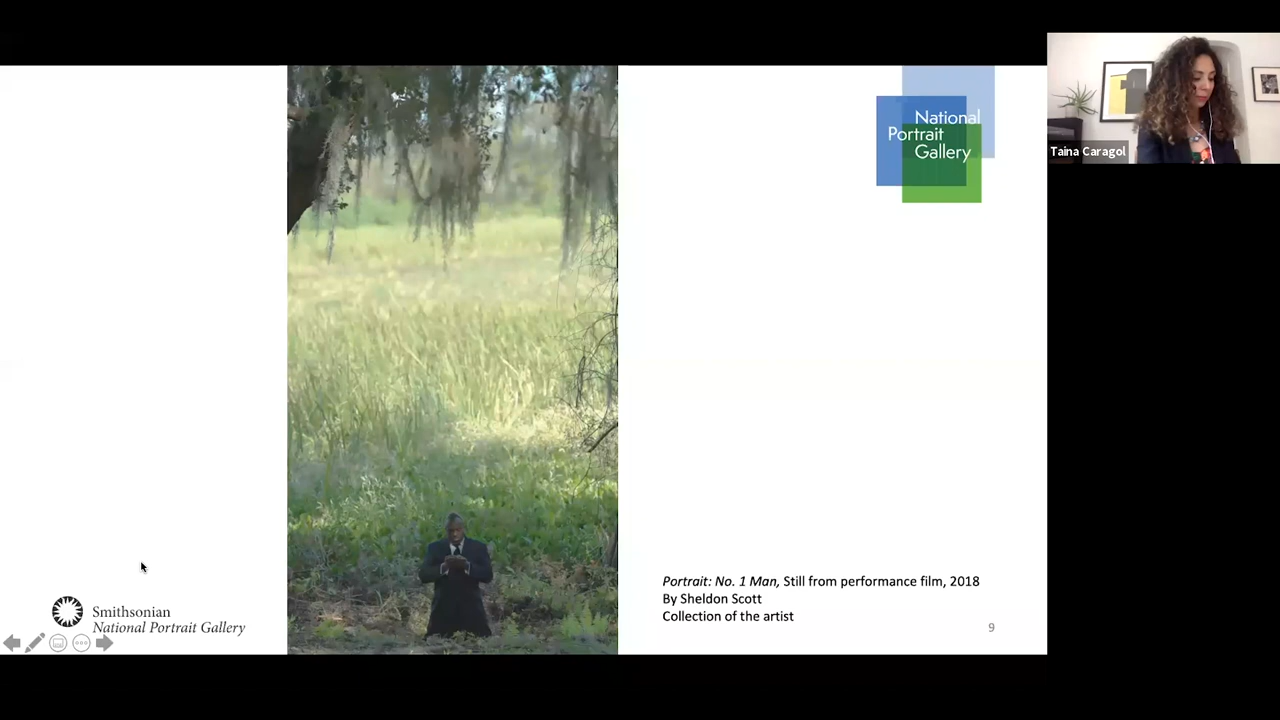 National
Portrait
Gallery
Taína Caragol
Portrait: No. 1 Man, Still from performance film, 2018
By Sheldon Scott
Collection of the artist
9
Smithsonian
National Portrait Gallery